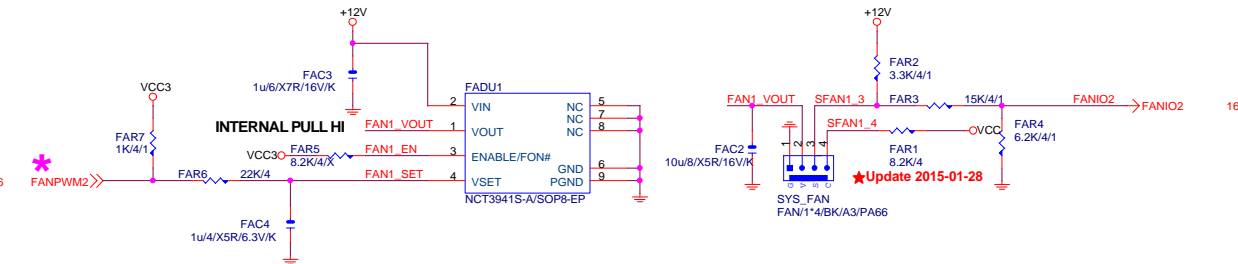 +12V
FAC3
1u/6/X7R/16V/K
VCC3
FAR7
1K/4/1
INTERNAL PULL HI
FADU1
2 VIN
1 VOUT
3 ENABLE/FON#
4 VSET
NC 5
NC 7
NC 8
GND 6
PGND 9
NCT3941S-A/SOP8-EP
FAN1_VOUT
VCC3
FAR5
8.2K/4/X
FAN1_EN
*
6
FANPWM2
FAR6
22K/4
FAN1_SET
FAC4
1u/4/X5R/6.3V/K
+12V
FAR2
3.3K/4/1
FAN1_VOUT
SFAN1_3
FAR3
15K/4/1
FANIO2
FANIO2
16
SFAN1_4
VCC
FAR1
8.2K/4
FAR4
6.2K/4/1
FAC2
10u/8/X5R/16V/K
1 2 3 4
G V S C
★Update 2015-01-28
SYS_FAN
FAN/1*4/BK/A3/PA66